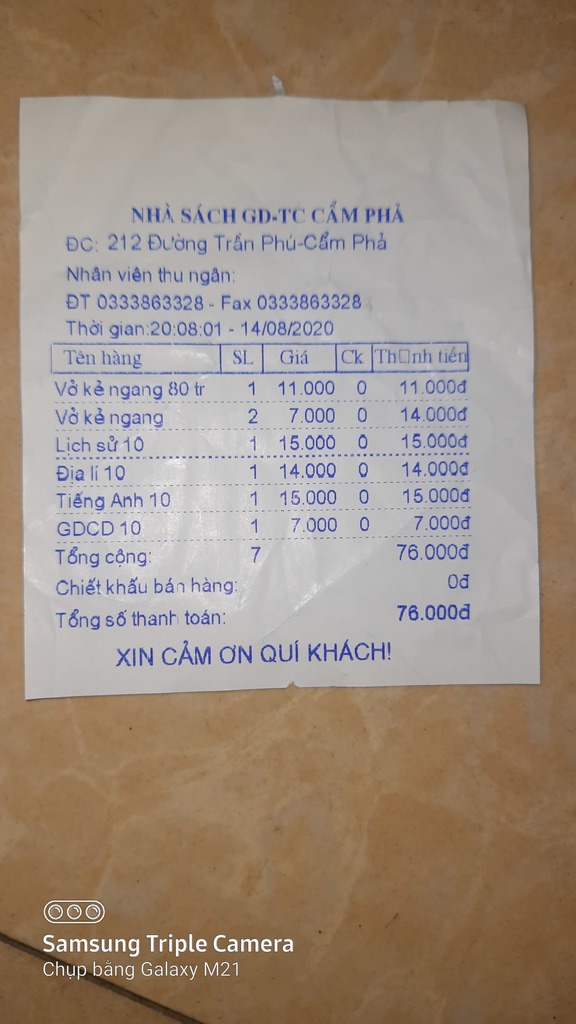 NHÀ SÁCH GD-TC CẨM PHẢ
ĐC: 212 Đường Trần Phú-Cẩm Phả
Nhân viên thu ngân:
ĐT 0333863328 - Fax 0333863328
Thời gian:20:08:01 - 14/08/2020
Tên hàng SL Giá Ck Th□nh tiền
Vở kẻ ngang 80 tr 1 11.000 0 11.000đ
Vở kẻ ngang 2 7.000 0 14.000đ
Lịch sử 10 1 15.000 0 15.000đ
Địa lí 10 1 14.000 0 14.000đ
Tiếng Anh 10 1 15.000 0 15.000đ
GDCD 10 1 7.000 0 7.000đ
Tổng cộng: 7 76.000đ
Chiết khấu bán hàng: 0đ
Tổng số thanh toán: 76.000đ
XIN CẢM ƠN QUÍ KHÁCH!
Samsung Triple Camera
Chụp bằng Galaxy M21